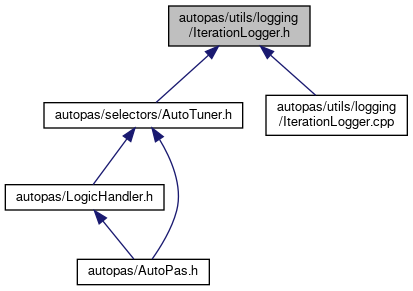 autopas/utils/logging
/IterationLogger.h
autopas/selectors/AutoTuner.h
autopas/utils/logging
/IterationLogger.cpp
autopas/LogicHandler.h
autopas/AutoPas.h